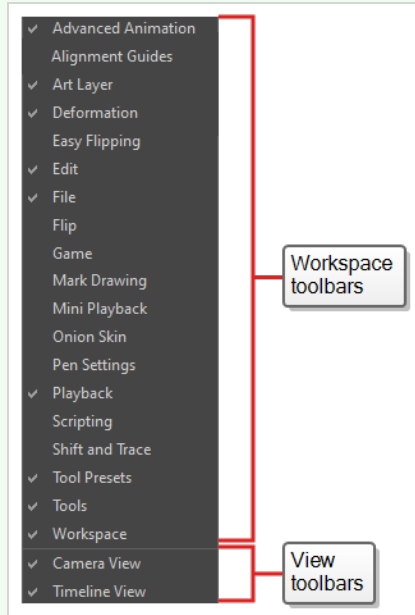 Advanced Animation
Alignment Guides
Art Layer
Deformation
Easy Flipping
Edit
File
Flip
Game
Mark Drawing
Mini Playback
Onion Skin
Pen Settings
Playback
Scripting
Shift and Trace
Tool Presets
Tools
Workspace
Camera View
Timeline View
Workspace
toolbars
View
toolbars